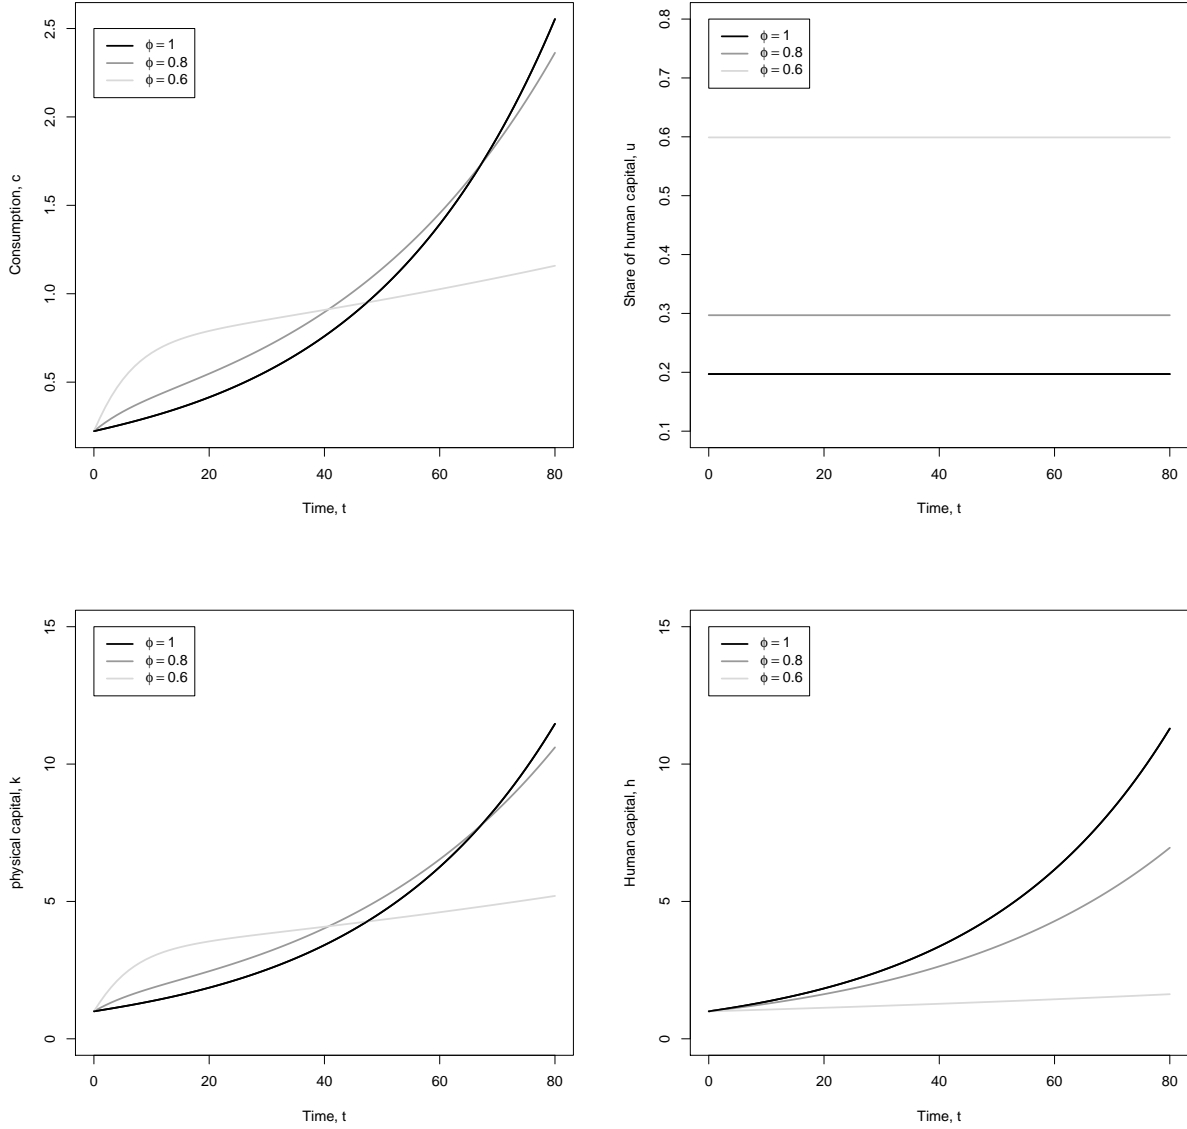 Consumption, c
2.5
2.0
1.5
1.0
0.5
ϕ = 1
ϕ = 0.8
ϕ = 0.6
0 20 40 60 80
Time, t
Share of human capital, u
0.8
0.7
0.6
0.5
0.4
0.3
0.2
0.1
ϕ = 1
ϕ = 0.8
ϕ = 0.6
0 20 40 60 80
Time, t
physical capital, k
15
10
5
0
ϕ = 1
ϕ = 0.8
ϕ = 0.6
0 20 40 60 80
Time, t
Human capital, h
15
10
5
0
ϕ = 1
ϕ = 0.8
ϕ = 0.6
0 20 40 60 80
Time, t